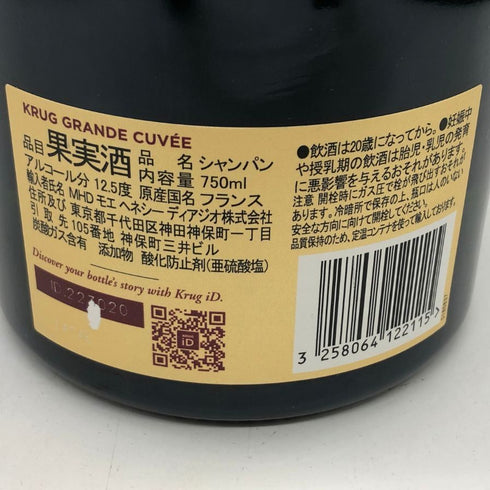 KRUG GRANDE CUVÉE
品目 果実酒 品 名 シャンパン
内容量 750ml
アルコール分 12.5度 原産国名 フランス
輸入者氏名 MHD モエ ヘネシー ディアジオ株式会社
住所及び 東京都千代田区神田神保町一丁目
引 取 先 105番地 神保町三井ビル
炭酸ガス含有 添加物 酸化防止剤(亜硫酸塩)
Discover your bottle's story with Krug iD.
ID:223020
iD
●飲酒は20歳になってから。●妊娠中
や授乳期の飲酒は胎児・乳児の発育
に悪影響を与えるおそれがあります。
注意 開栓時にガス圧で栓が飛び出すおそれが
あります。冷暗所で保存の上、瓶口は人のいない
安全な方向に向けて開栓してください。
品質保持のため、定温コンテナを使って輸入しております。
3 258064 122115 >